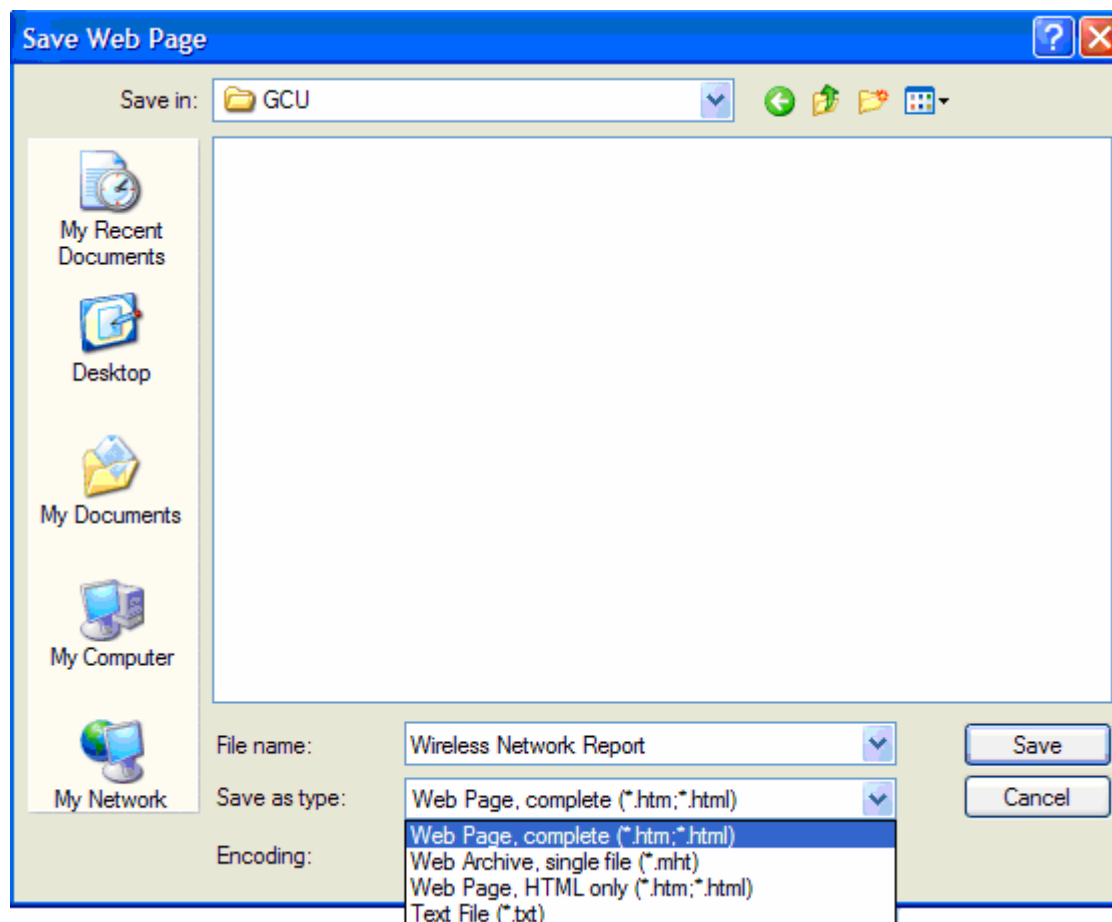 Save Web Page
Save in: GCU
My Recent
Documents
Desktop
My Documents
My Computer
My Network
File name: Wireless Network Report Save
Save as type: Web Page, complete (*.htm;*.html) Cancel
Encoding:
Web Page, complete (*.htm;*.html)
Web Archive, single file (*.mht)
Web Page, HTML only (*.htm;*.html)
Text File (*.txt)